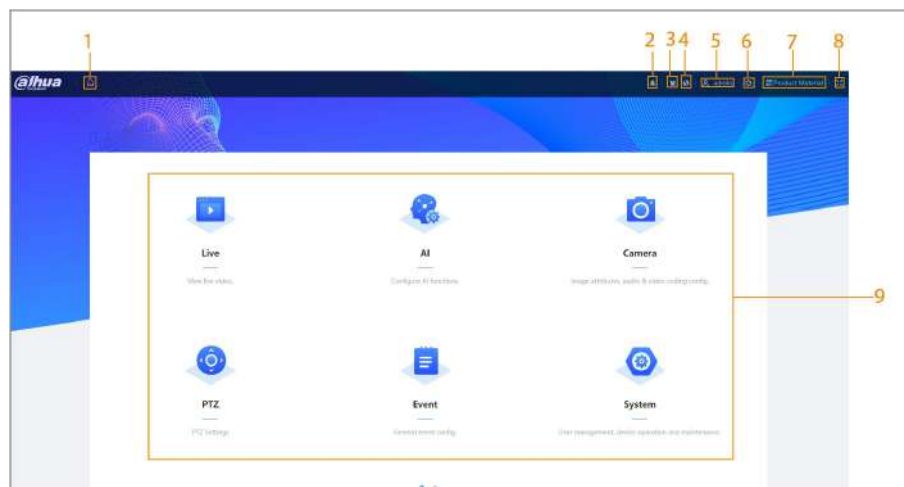 1 2 3 4 5 6 7 8
alhua admin Product Material
Live AI Camera
View live video. Configure AI functions. Image attributes, audio & video coding config.
9
PTZ Event System
PTZ Settings General event config. User management, device operation and maintenance.